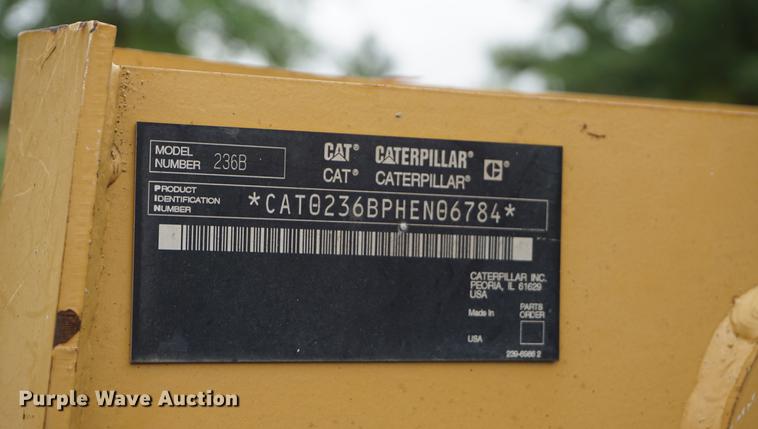 MODEL
NUMBER 236B
CAT® CATERPILLAR®
CAT® CATERPILLAR®
PRODUCT
IDENTIFICATION
NUMBER
*CAT0236BPHEN06784*
CATERPILLAR INC.
PEORIA, IL 61629
USA
Made in
PARTS
ORDER
USA
239-6986 2
Purple Wave Auction